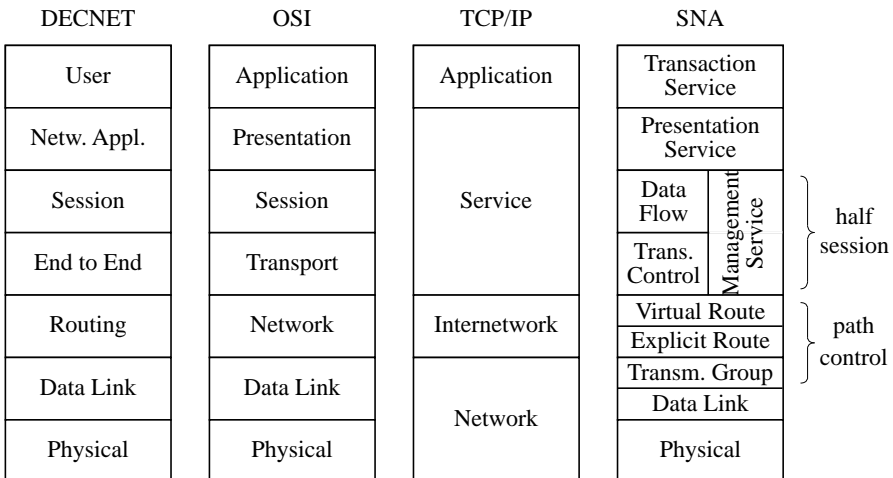 DECNET
OSI
TCP/IP
SNA
User
Application
Application
Transaction
Service
Netw. Appl.
Presentation
Service
Presentation
Service
Session
Session
Data
Flow
Management
Service
half
session
End to End
Transport
Trans.
Control
Routing
Network
Internetwork
Virtual Route
Explicit Route
path
control
Data Link
Data Link
Network
Transm. Group
Data Link
Physical
Physical
Physical